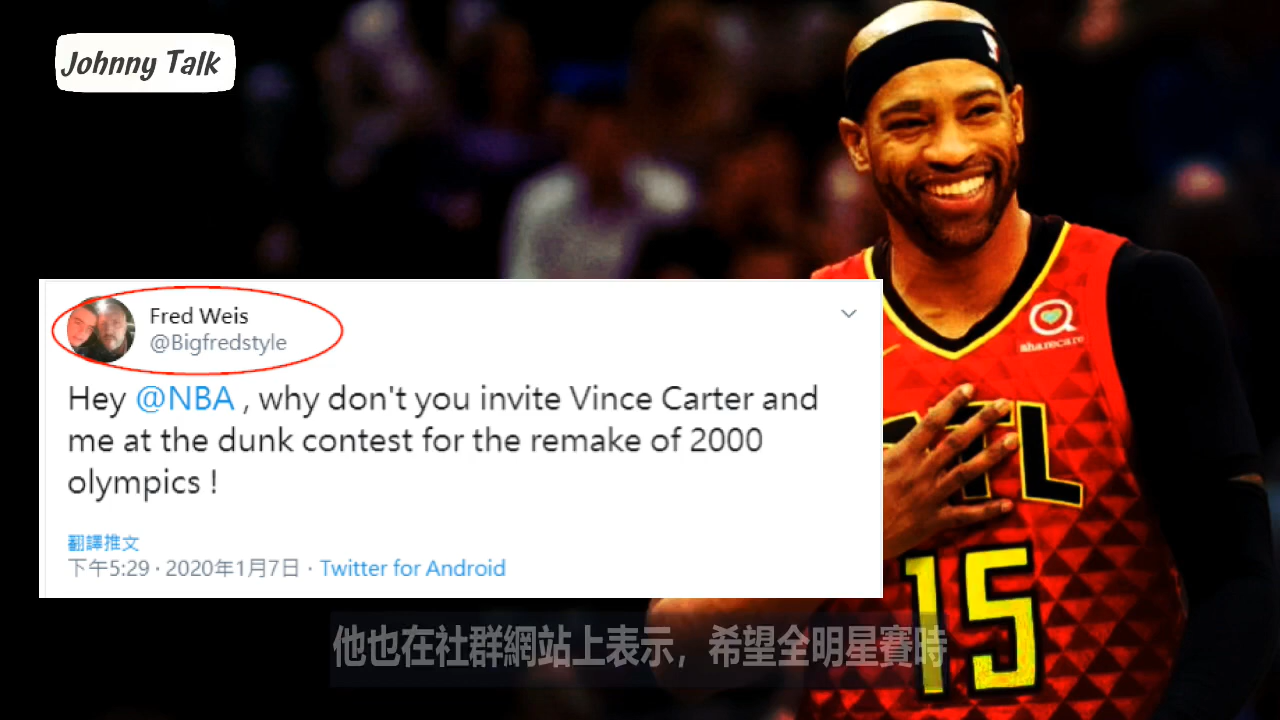 Johnny Talk
Fred Weis
@Bigfredstyle
Hey @NBA , why don't you invite Vince Carter and
me at the dunk contest for the remake of 2000
olympics !
翻譯推文
下午5:29 · 2020年1月7日 · Twitter for Android
sharecare
ATL
15
他也在社群網站上表示，希望全明星賽時